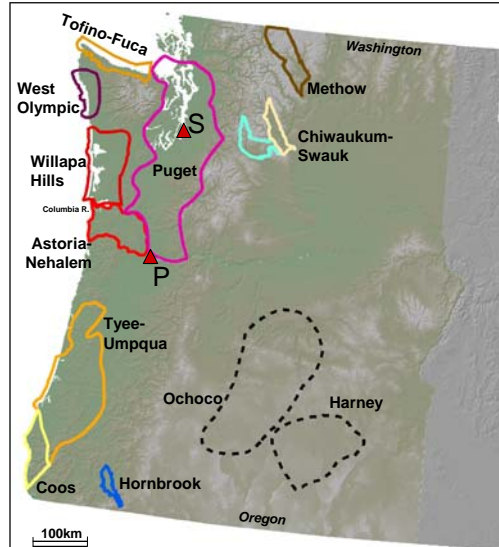 Tofino-Fuca
Washington
West
Olympic
Methow
S
Chiwaukum-
Swauk
Willapa
Hills
Puget
Columbia R.
Astoria-
Nehalem
P
Tyee-
Umpqua
Ochoco
Harney
Coos
Hornbrook
Oregon
100km